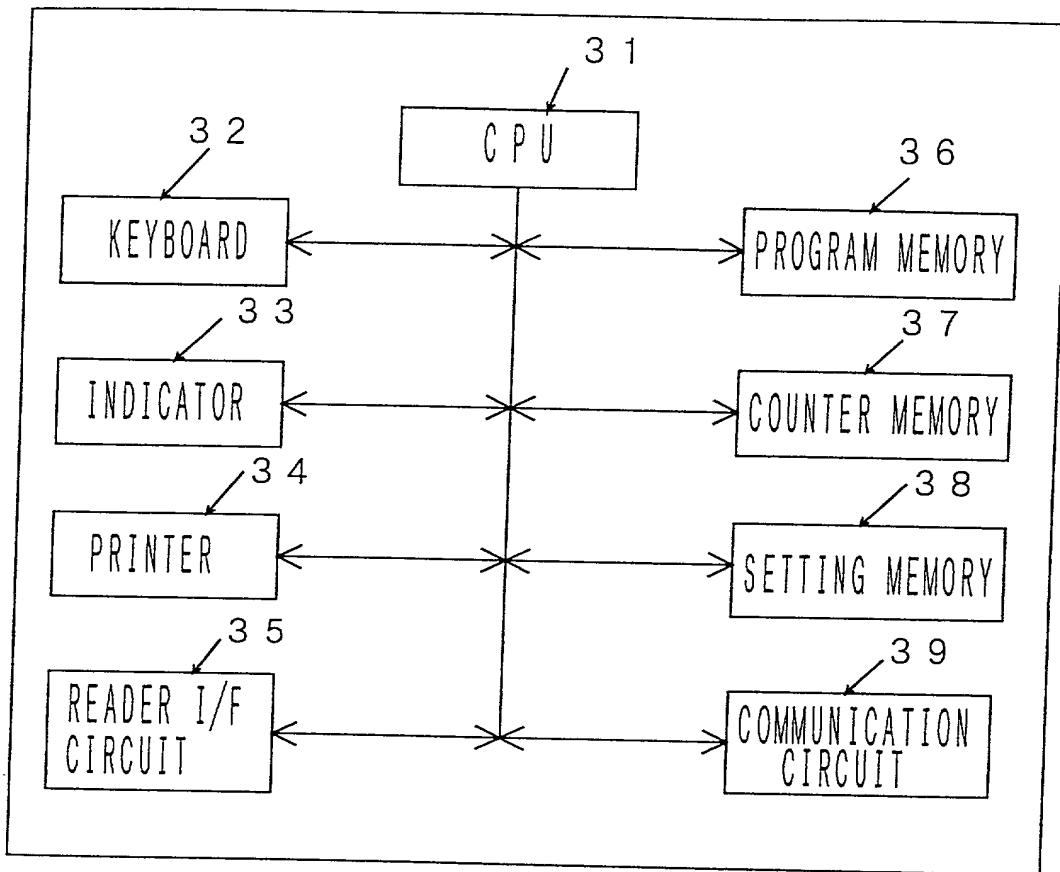 31
CPU
32
KEYBOARD
36
PROGRAM MEMORY
33
INDICATOR
37
COUNTER MEMORY
34
PRINTER
38
SETTING MEMORY
35
READER I/F
CIRCUIT
39
COMMUNICATION
CIRCUIT